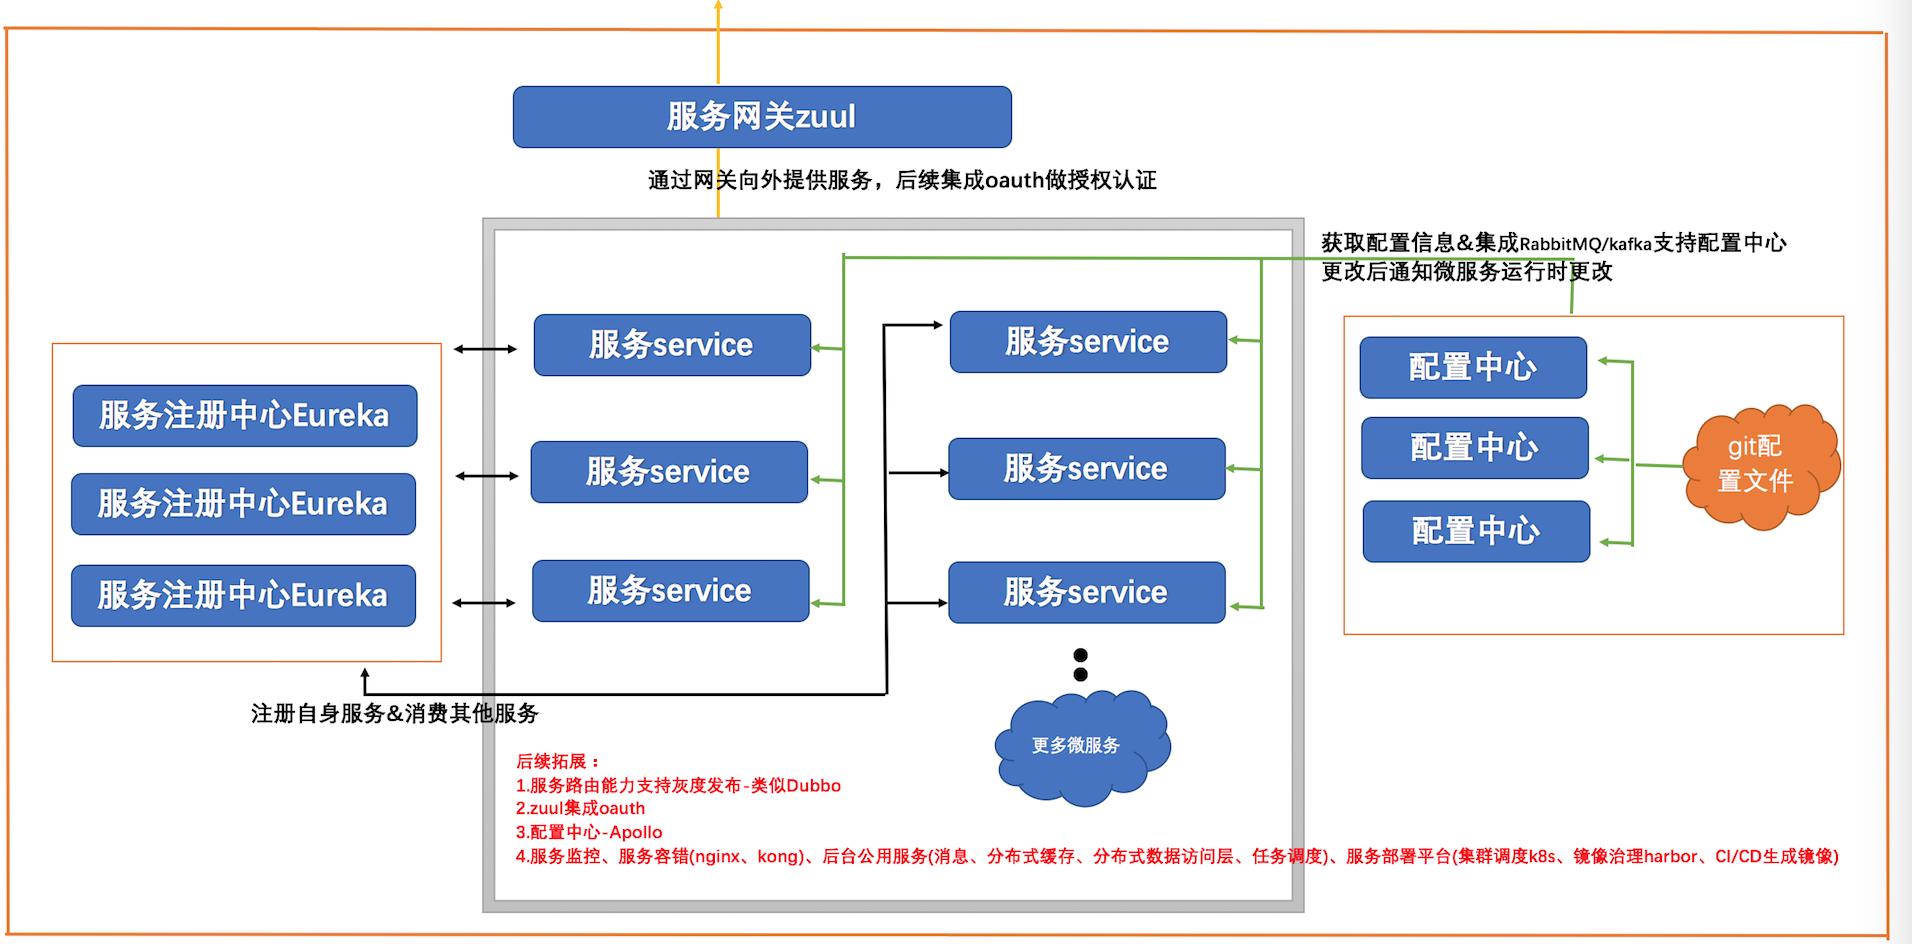 服务网关zuul
通过网关向外提供服务，后续集成oauth做授权认证
获取配置信息&集成RabbitMQ/kafka支持配置中心
更改后通知微服务运行时更改
服务注册中心Eureka
服务注册中心Eureka
服务注册中心Eureka
服务service
服务service
服务service
服务service
服务service
服务service
配置中心
配置中心
配置中心
git配
置文件
注册自身服务&消费其他服务
更多微服务
后续拓展：
1.服务路由能力支持灰度发布-类似Dubbo
2.zuul集成oauth
3.配置中心-Apollo
4.服务监控、服务容错(nginx、kong)、后台公用服务(消息、分布式缓存、分布式数据访问层、任务调度)、服务部署平台(集群调度k8s、镜像治理harbor、CI/CD生成镜像)